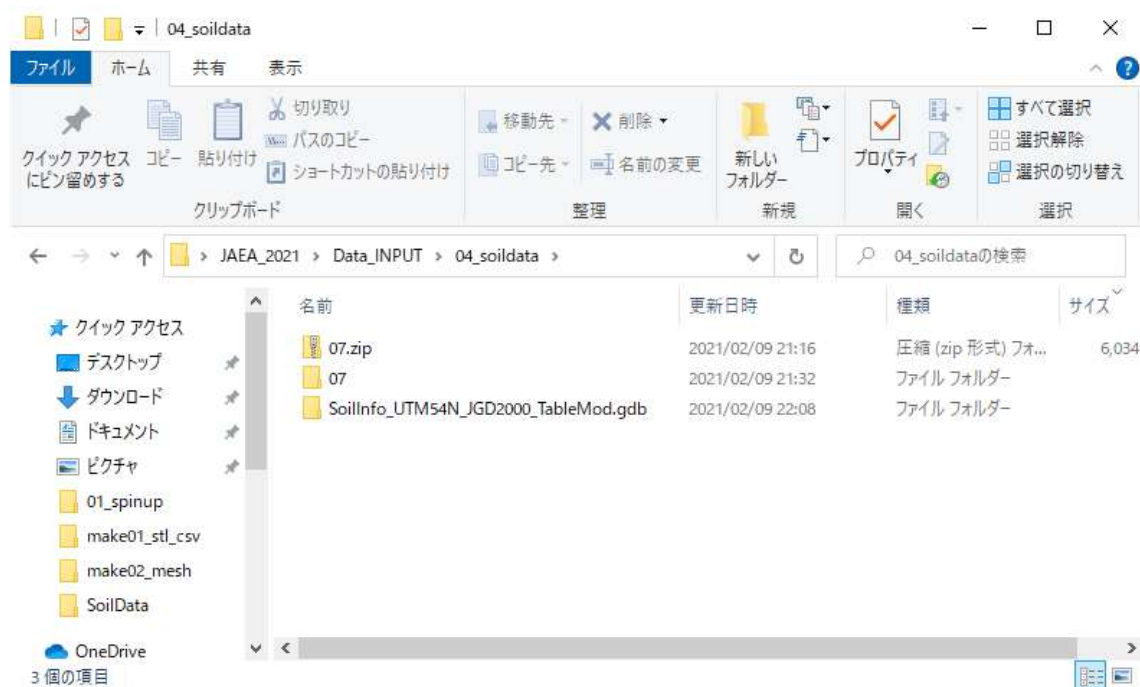 04_soildata
ファイル ホーム 共有 表示
クイック アクセス
にピン留めする
コピー
貼り付け
切り取り
パスのコピー
ショートカットの貼り付け
クリップボード
移動先
コピー先
削除
名前の変更
整理
新しい
フォルダー
新規
プロパティ
開く
すべて選択
選択解除
選択の切り替え
選択
JAEA_2021 › Data_INPUT › 04_soildata ›
04_soildataの検索
クイック アクセス
デスクトップ
ダウンロード
ドキュメント
ピクチャ
01_spinup
make01_stl_csv
make02_mesh
SoilData
OneDrive
名前 更新日時 種類 サイズ
07.zip 2021/02/09 21:16 圧縮 (zip 形式) フォ... 6,034
07 2021/02/09 21:32 ファイル フォルダー
SoilInfo_UTM54N_JGD2000_TableMod.gdb 2021/02/09 22:08 ファイル フォルダー
3 個の項目